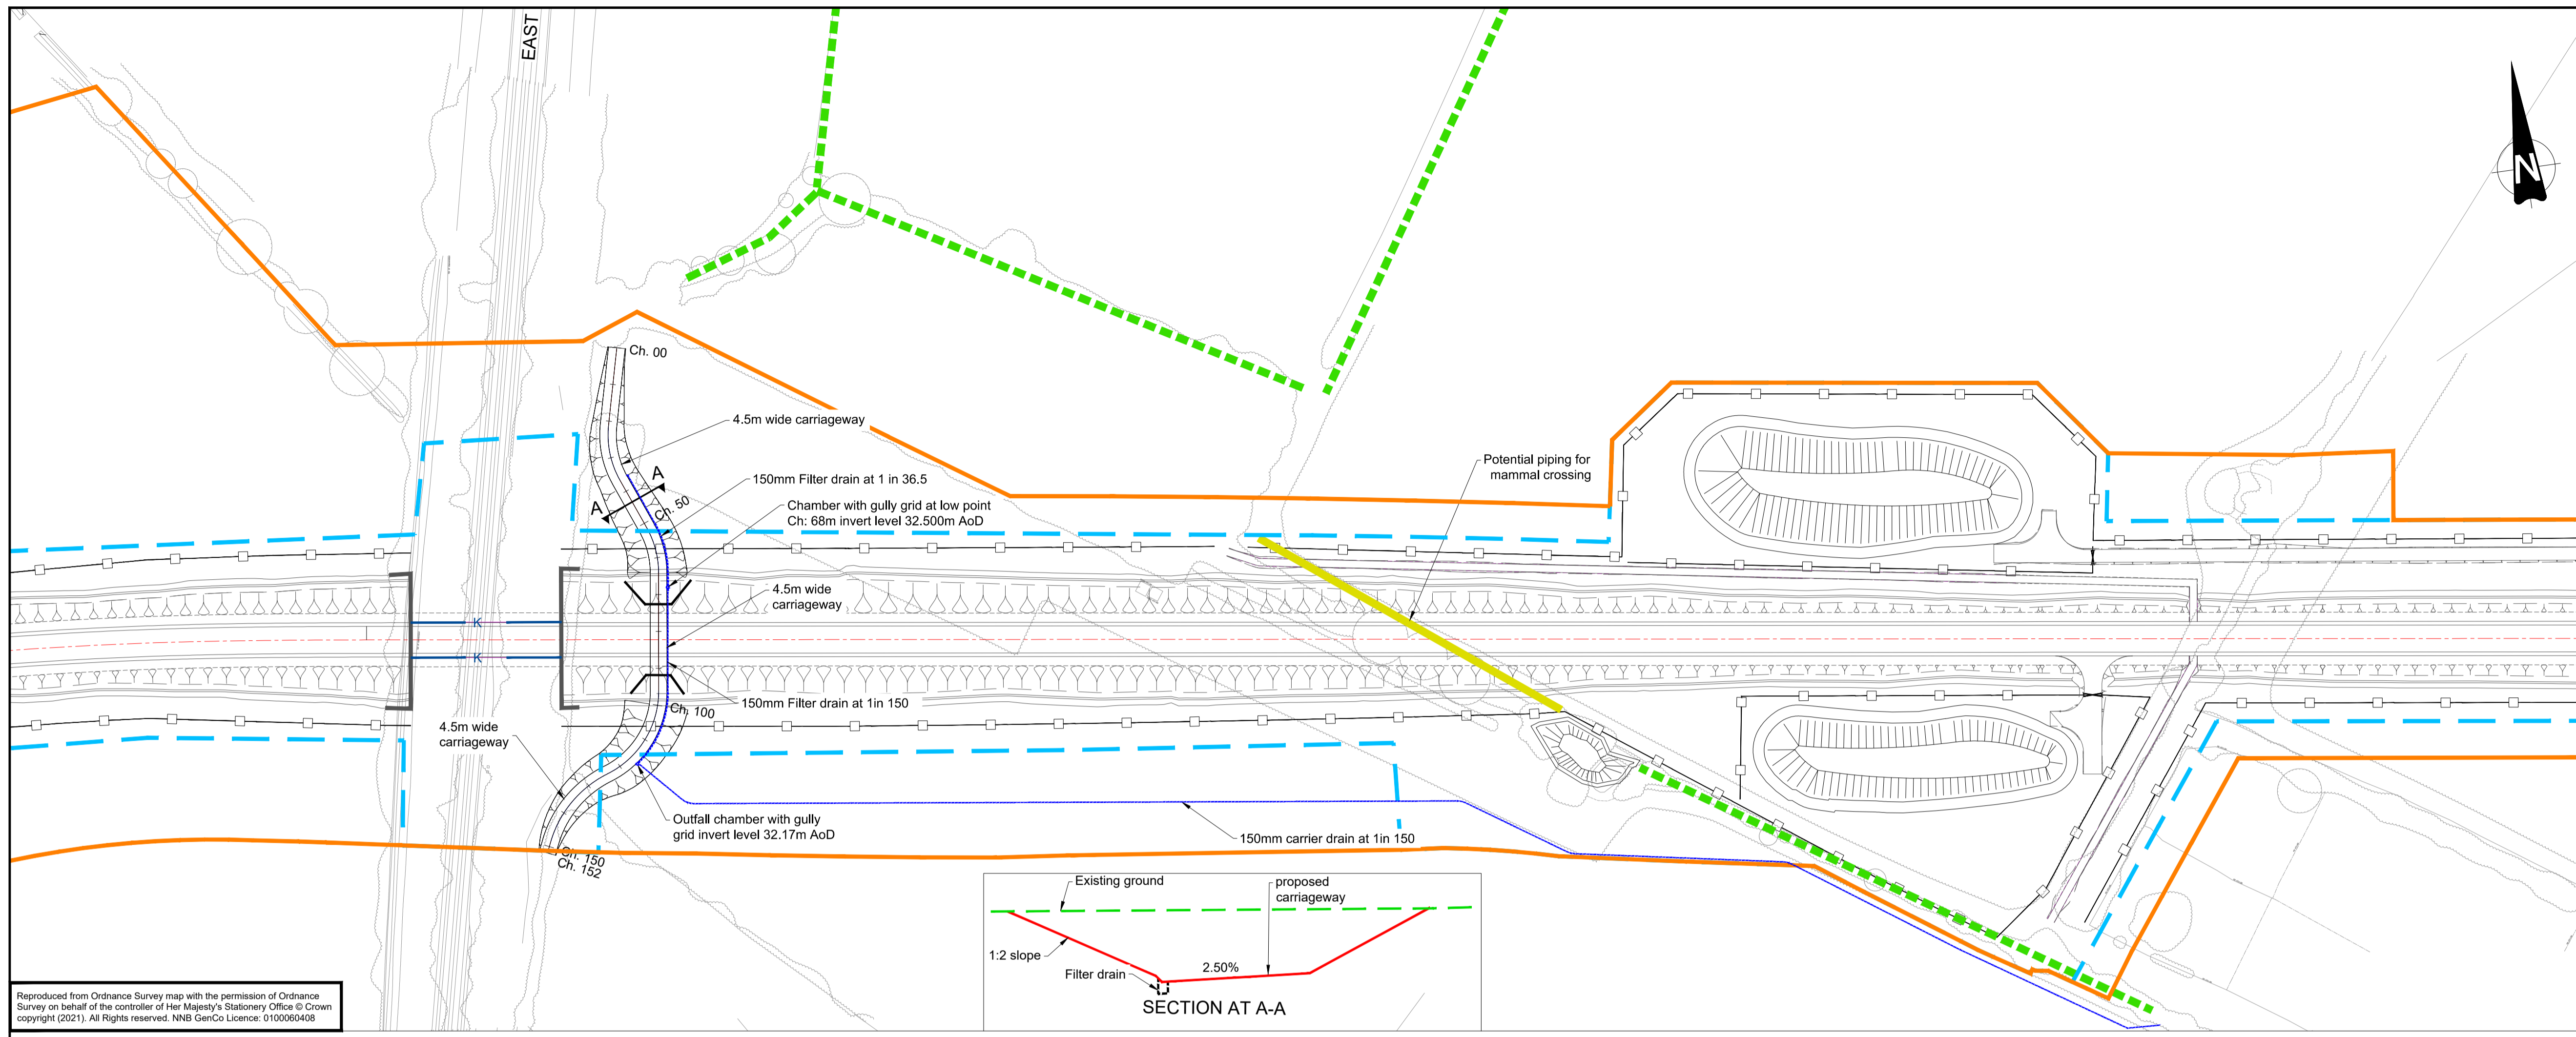 EAST
N
Ch. 00
4.5m wide carriageway
A
A
Ch. 50
150mm Filter drain at 1 in 36.5
Chamber with gully grid at low point
Ch: 68m invert level 32.500m AoD
Potential piping for
mammal crossing
4.5m wide
carriageway
K
K
150mm Filter drain at 1in 150
Ch. 100
4.5m wide
carriageway
Outfall chamber with gully
grid invert level 32.17m AoD
150mm carrier drain at 1in 150
Ch. 150
Ch. 152
Existing ground
proposed
carriageway
1:2 slope
2.50%
Filter drain
SECTION AT A-A
Reproduced from Ordnance Survey map with the permission of Ordnance
Survey on behalf of the controller of Her Majesty's Stationery Office © Crown
copyright (2021). All Rights reserved. NNB GenCo Licence: 0100060408